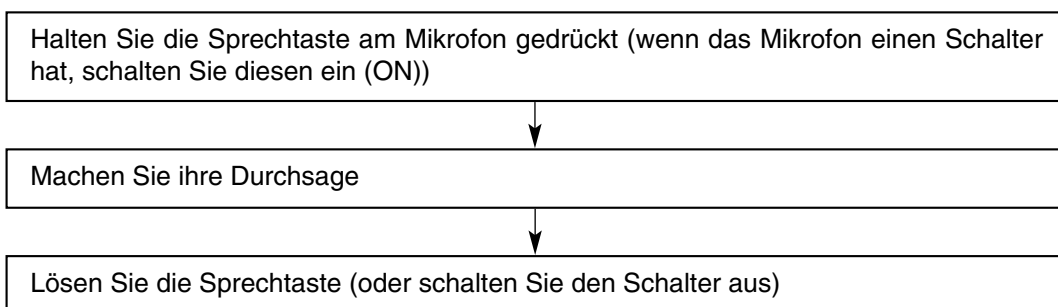 Halten Sie die Sprechtaste am Mikrofon gedrückt (wenn das Mikrofon einen Schalter
hat, schalten Sie diesen ein (ON))
Machen Sie ihre Durchsage
Lösen Sie die Sprechtaste (oder schalten Sie den Schalter aus)